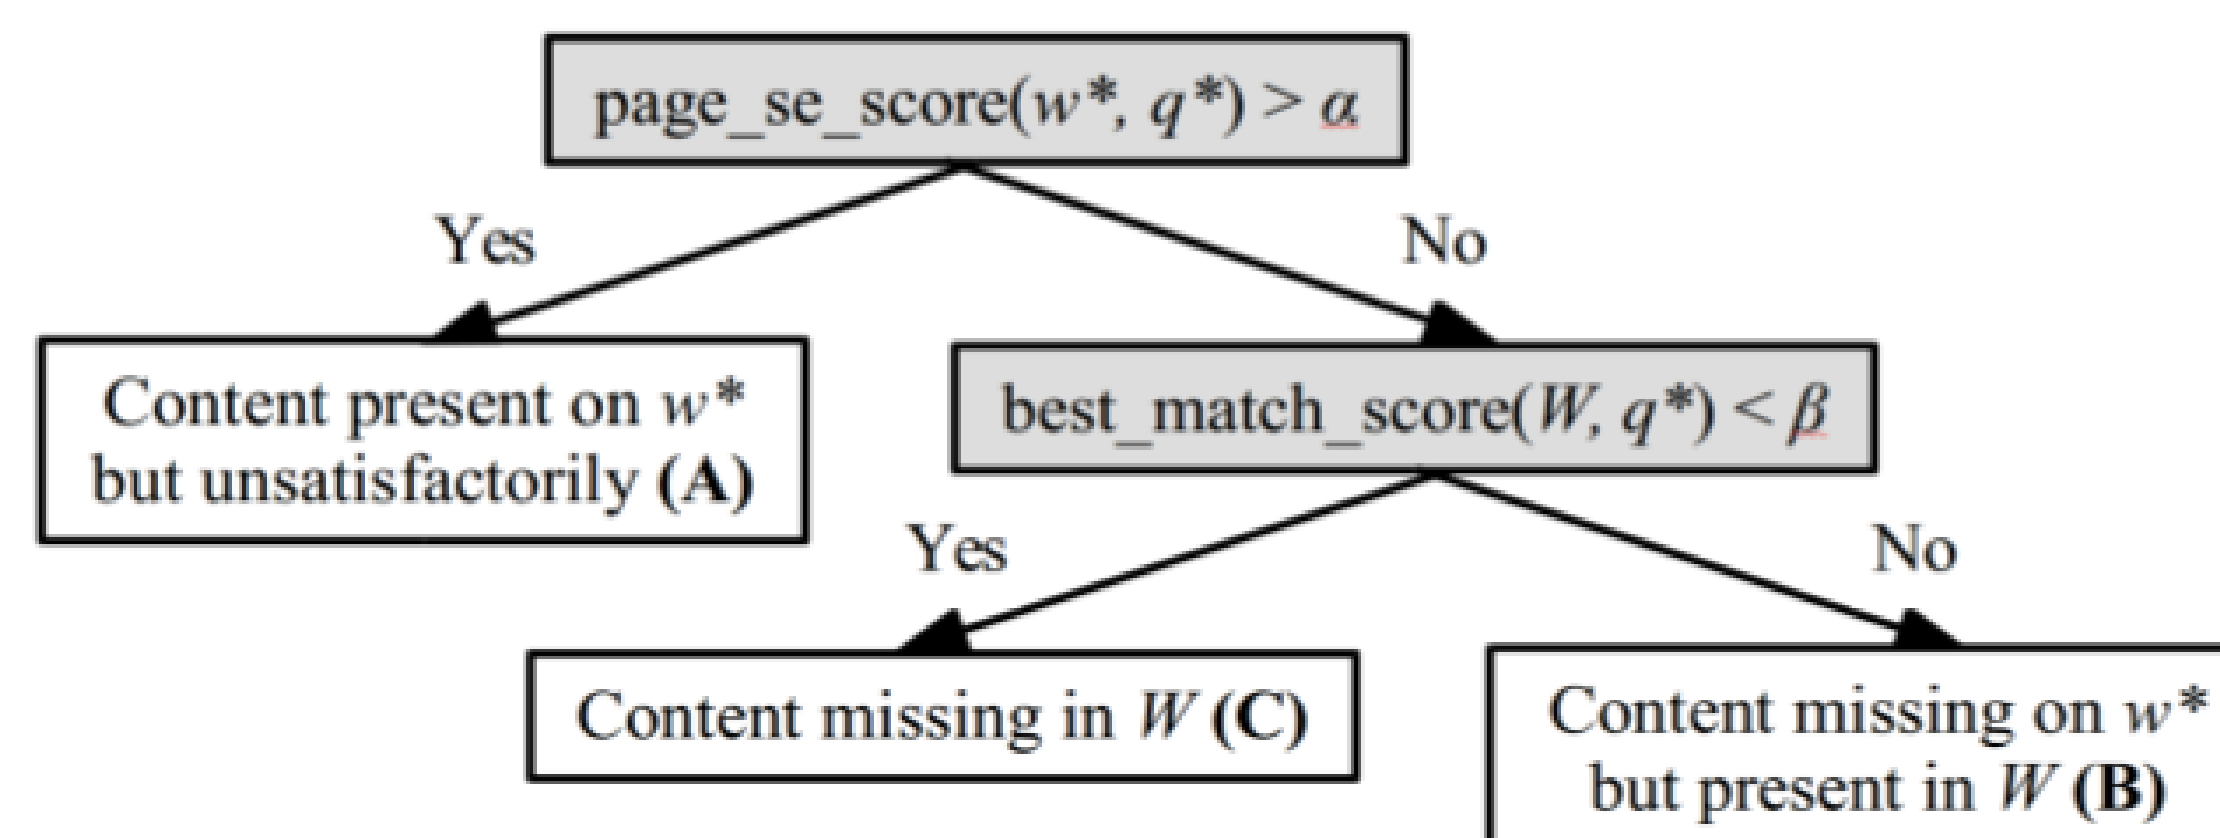 page_se_score(w*, q*) > α
Yes
No
Content present on w*
but unsatisfactorily (A)
best_match_score(W, q*) < β
Yes
No
Content missing in W (C)
Content missing on w*
but present in W (B)